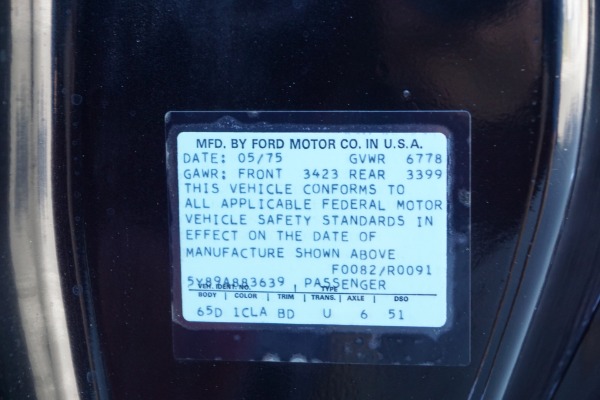 MFD. BY FORD MOTOR CO. IN U.S.A.
DATE: 05/75 GVWR 6778
GAWR: FRONT 3423 REAR 3399
THIS VEHICLE CONFORMS TO
ALL APPLICABLE FEDERAL MOTOR
VEHICLE SAFETY STANDARDS IN
EFFECT ON THE DATE OF
MANUFACTURE SHOWN ABOVE
F0082/R0091
5Y89A883639 PASSENGER
VEH. IDENT. NO. TYPE
BODY COLOR TRIM TRANS. AXLE DSO
65D 1CLA BD U 6 51